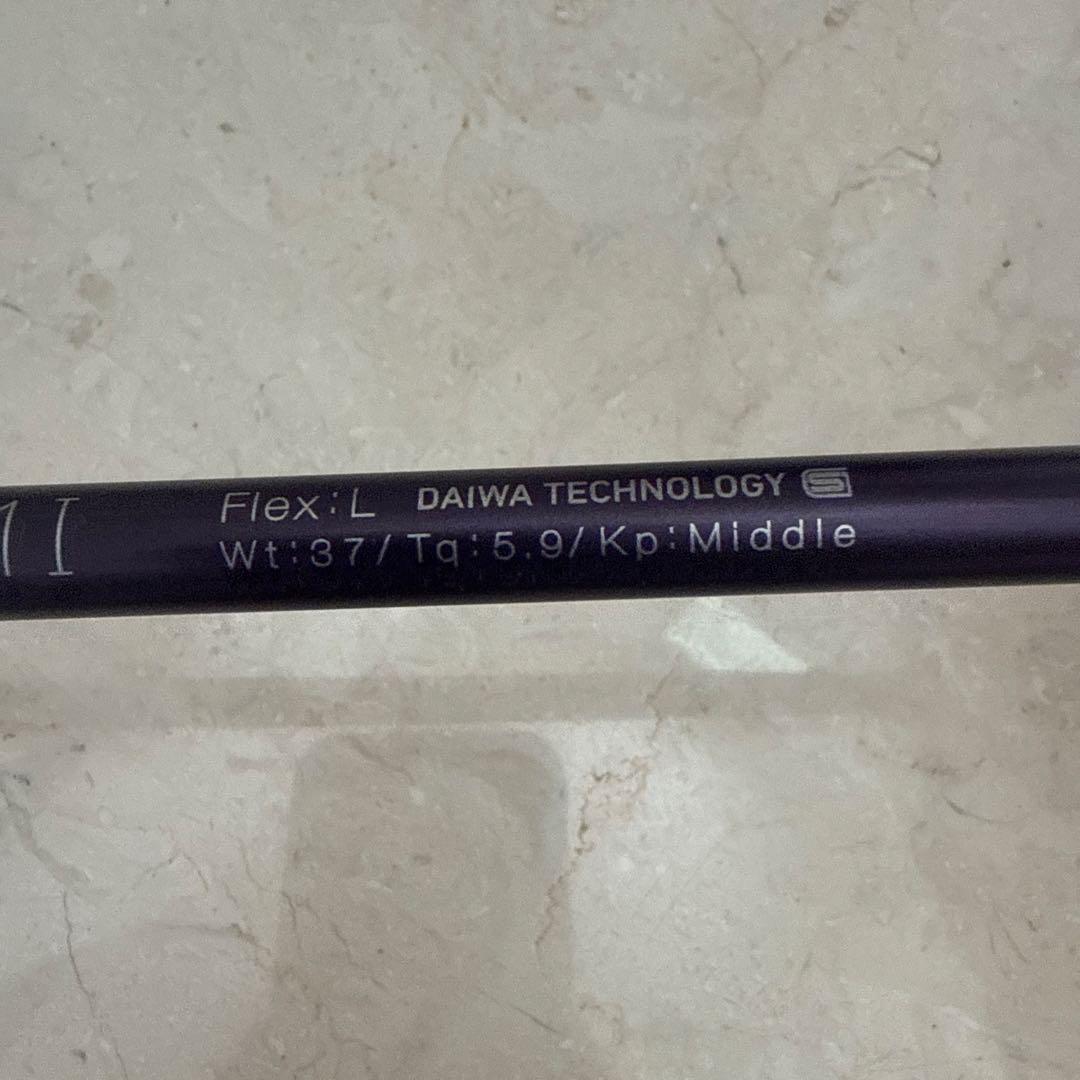 Flex:L DAIWA TECHNOLOGY
Wt:37/Tq:5.9/Kp:Middle